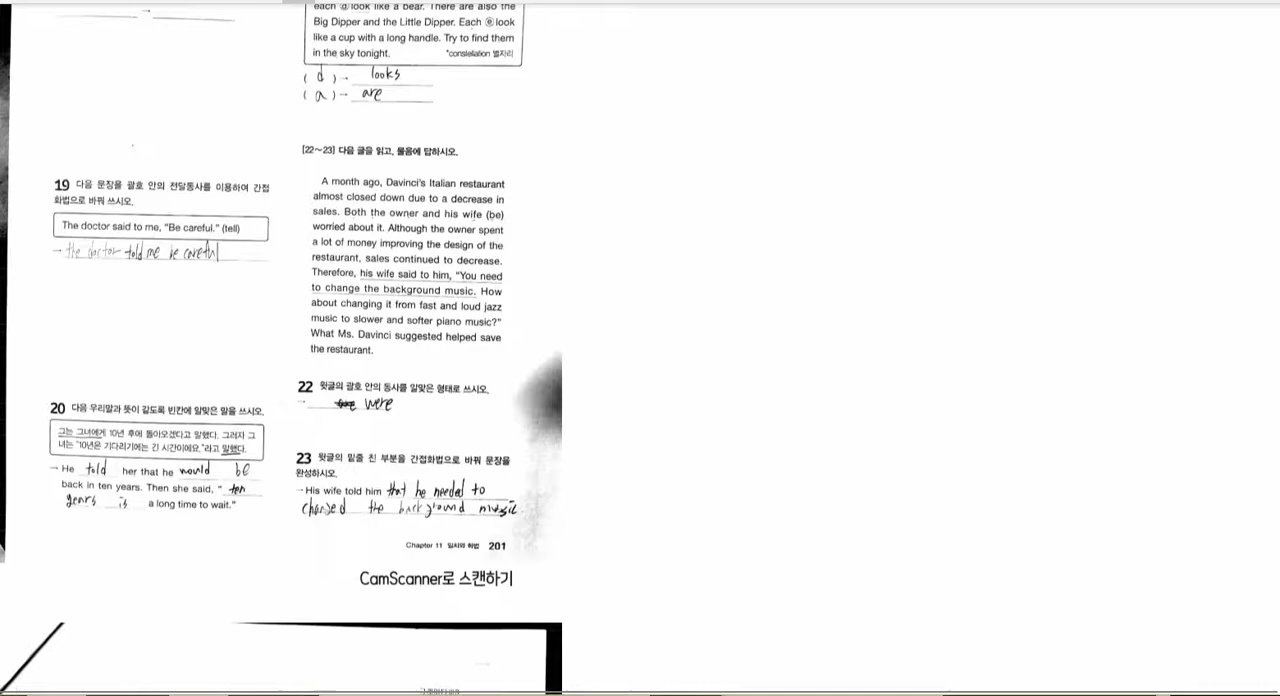 19 다음 문장을 괄호 안의 전달동사를 이용하여 간접
화법으로 바꿔 쓰시오.
The doctor said to me, "Be careful." (tell)
→ the doctor told me be careful
20 다음 우리말과 뜻이 같도록 빈칸에 알맞은 말을 쓰시오.
그는 그녀에게 10년 후에 돌아오겠다고 말했다. 그러자 그
녀는 "10년은 기다리기에는 긴 시간이에요."라고 말했다.
→ He told her that he would be
back in ten years. Then she said, " ten
years is a long time to wait."
each ⓓ look like a bear. There are also the
Big Dipper and the Little Dipper. Each ⓔ look
like a cup with a long handle. Try to find them
in the sky tonight. *constellation 별자리
( d ) → looks
( a ) → are
[22~23] 다음 글을 읽고, 물음에 답하시오.
A month ago, Davinci's Italian restaurant
almost closed down due to a decrease in
sales. Both the owner and his wife (be)
worried about it. Although the owner spent
a lot of money improving the design of the
restaurant, sales continued to decrease.
Therefore, his wife said to him, "You need
to change the background music. How
about changing it from fast and loud jazz
music to slower and softer piano music?"
What Ms. Davinci suggested helped save
the restaurant.
22 윗글의 괄호 안의 동사를 알맞은 형태로 쓰시오.
→ were
23 윗글의 밑줄 친 부분을 간접화법으로 바꿔 문장을
완성하시오.
→ His wife told him that he needed to
changed the background music
Chapter 11 일치와 화법 201
CamScanner로 스캔하기